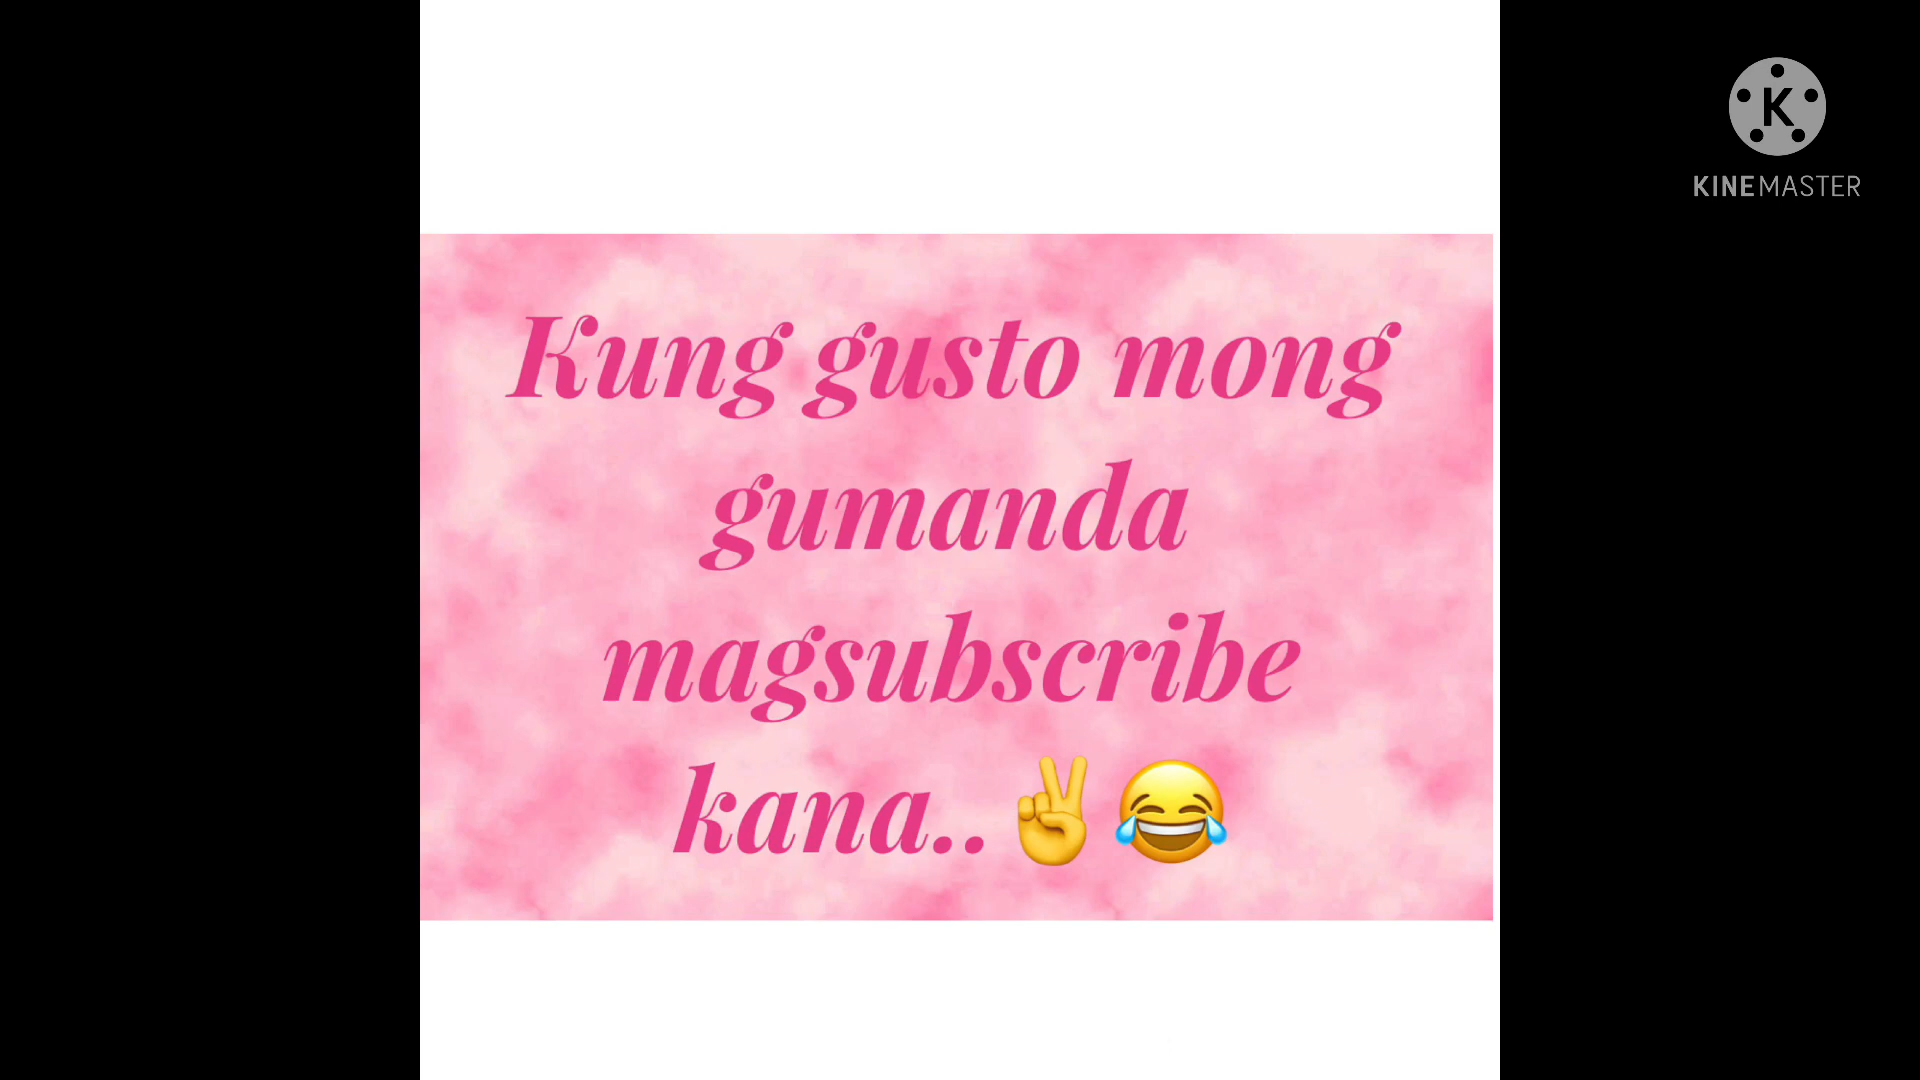 KINEMASTER
Kung gusto mong
gumanda
magsubscribe
kana..✌😂